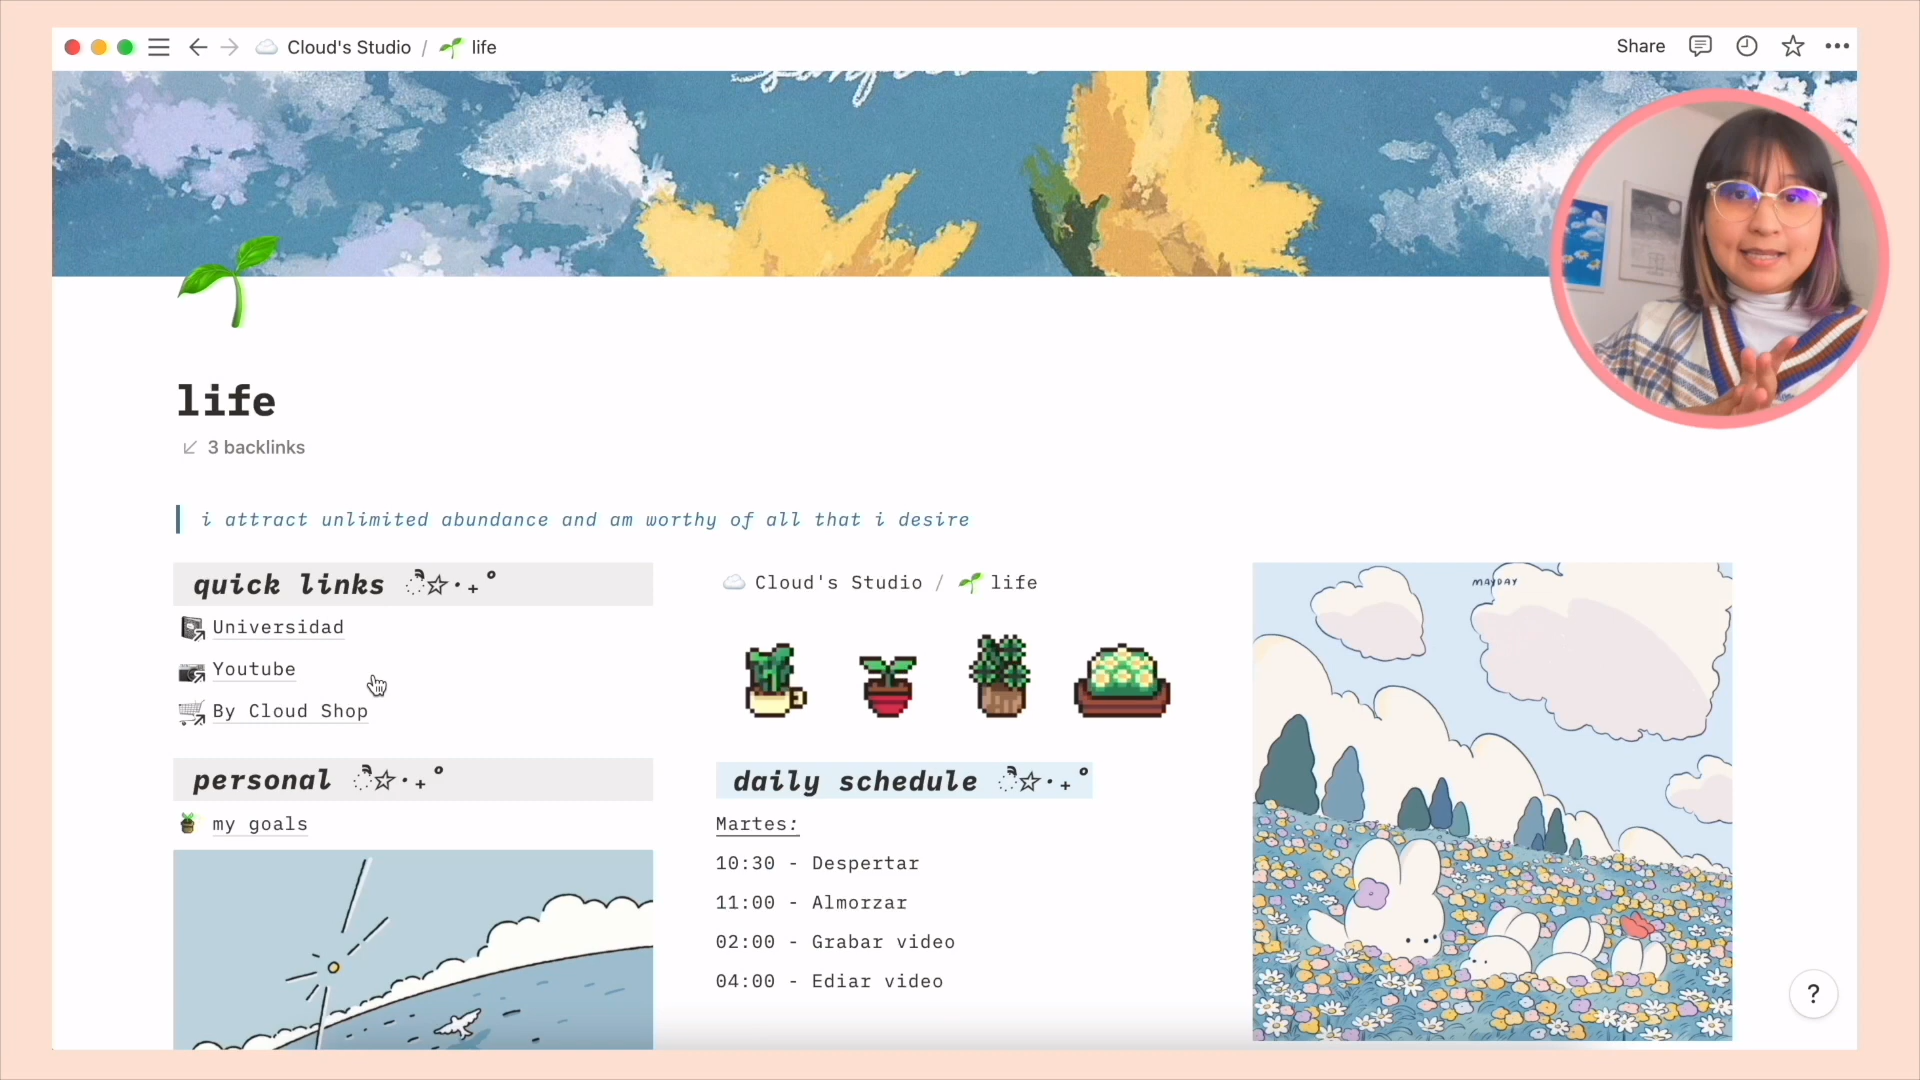 Cloud's Studio / life
Share
life
3 backlinks
i attract unlimited abundance and am worthy of all that i desire
quick links
Universidad
Youtube
By Cloud Shop
personal
my goals
Cloud's Studio / life
daily schedule
Martes:
10:30 - Despertar
11:00 - Almorzar
02:00 - Grabar video
04:00 - Ediar video
MAYDAY
?